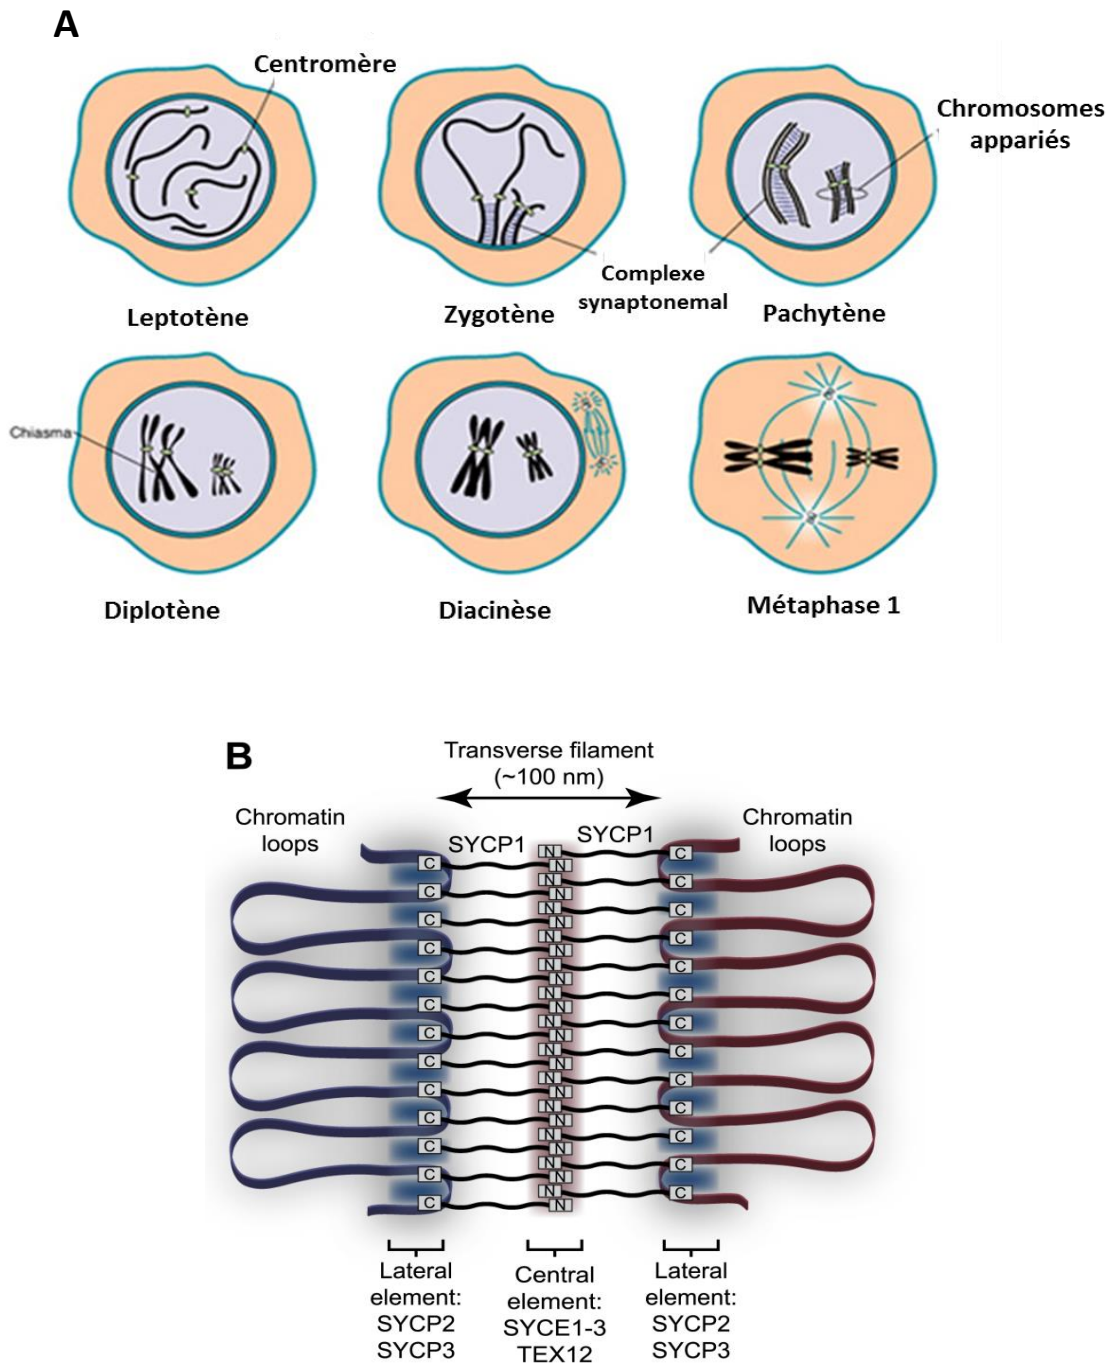 A
Centromère
Chromosomes
appariés
Complexe
synaptonemal
Leptotène
Zygotène
Pachytène
Chiasma
Diplotène
Diacinèse
Métaphase 1
B
Transverse filament
(~100 nm)
Chromatin
loops
SYCP1
SYCP1
Chromatin
loops
N
C
C
N
N
C
C
N
N
C
C
N
N
C
C
N
N
C
C
N
N
C
C
N
N
C
C
N
N
C
C
N
N
C
C
N
N
C
C
N
N
C
C
N
N
C
C
N
N
C
C
N
Lateral
element:
SYCP2
SYCP3
Central
element:
SYCE1-3
TEX12
Lateral
element:
SYCP2
SYCP3